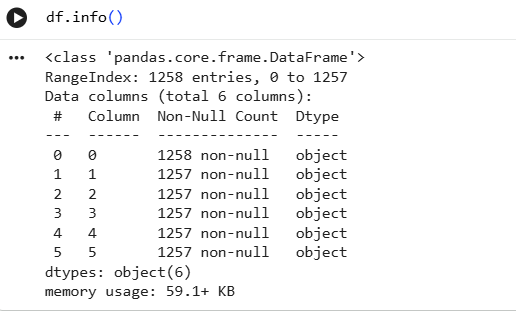 df.info()
<class 'pandas.core.frame.DataFrame'>
RangeIndex: 1258 entries, 0 to 1257
Data columns (total 6 columns):
 #   Column  Non-Null Count  Dtype
---  ------  --------------  -----
 0   0       1258 non-null   object
 1   1       1257 non-null   object
 2   2       1257 non-null   object
 3   3       1257 non-null   object
 4   4       1257 non-null   object
 5   5       1257 non-null   object
dtypes: object(6)
memory usage: 59.1+ KB